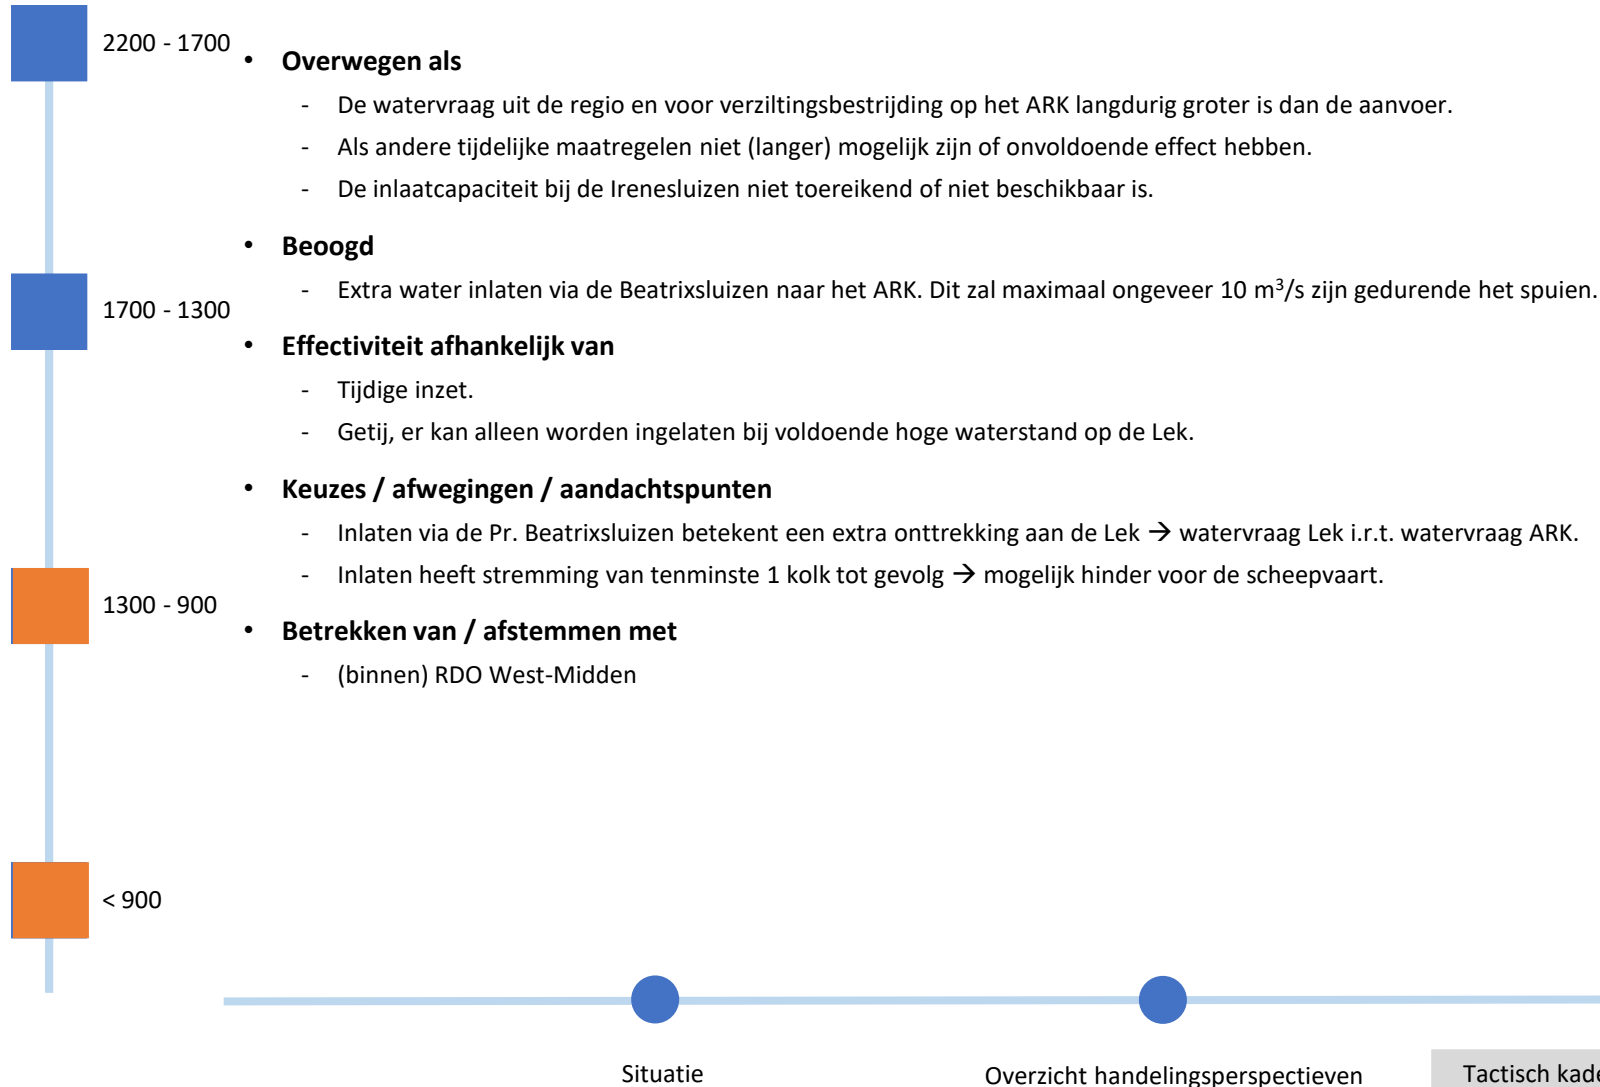 2200 - 1700
• Overwegen als
- De watervraag uit de regio en voor verziltingsbestrijding op het ARK langdurig groter is dan de aanvoer.
- Als andere tijdelijke maatregelen niet (langer) mogelijk zijn of onvoldoende effect hebben.
- De inlaatcapaciteit bij de Irenesluizen niet toereikend of niet beschikbaar is.
• Beoogd
- Extra water inlaten via de Beatrixsluizen naar het ARK. Dit zal maximaal ongeveer 10 m³/s zijn gedurende het spuien.
1700 - 1300
• Effectiviteit afhankelijk van
- Tijdige inzet.
- Getij, er kan alleen worden ingelaten bij voldoende hoge waterstand op de Lek.
• Keuzes / afwegingen / aandachtspunten
- Inlaten via de Pr. Beatrixsluizen betekent een extra onttrekking aan de Lek → watervraag Lek i.r.t. watervraag ARK.
- Inlaten heeft stremming van tenminste 1 kolk tot gevolg → mogelijk hinder voor de scheepvaart.
1300 - 900
• Betrekken van / afstemmen met
- (binnen) RDO West-Midden
< 900
Situatie
Overzicht handelingsperspectieven
Tactisch kade